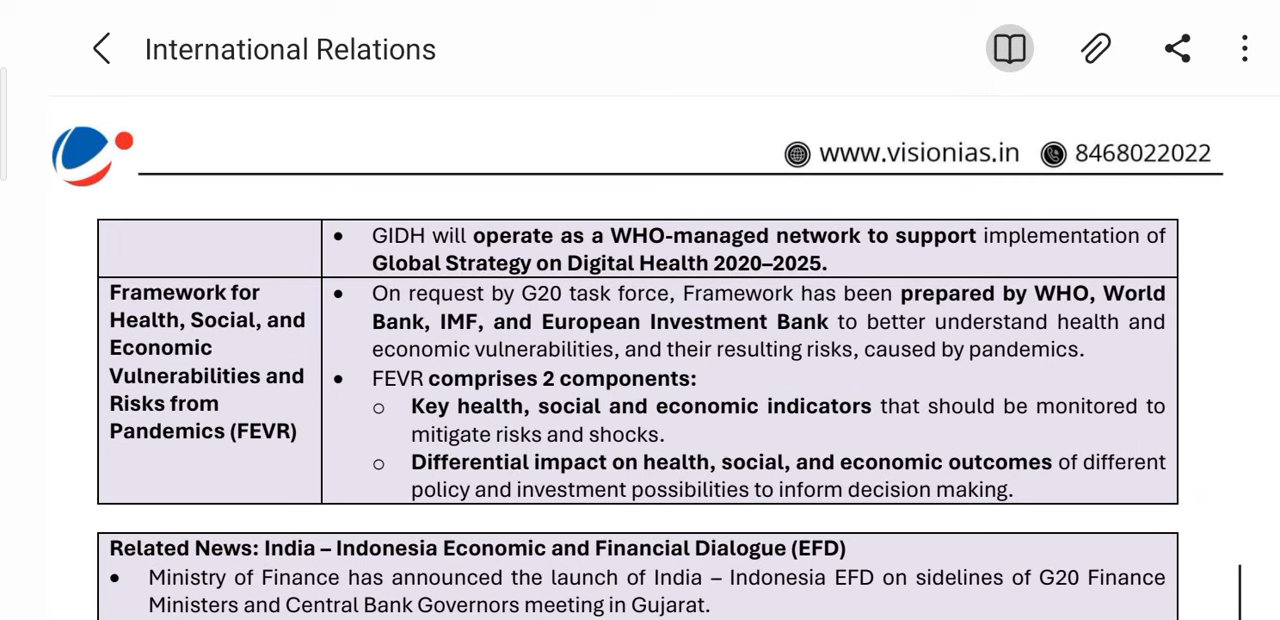 International Relations
www.visionias.in 8468022022
• GIDH will operate as a WHO-managed network to support implementation of
Global Strategy on Digital Health 2020–2025.
Framework for
Health, Social, and
Economic
Vulnerabilities and
Risks from
Pandemics (FEVR)
• On request by G20 task force, Framework has been prepared by WHO, World
Bank, IMF, and European Investment Bank to better understand health and
economic vulnerabilities, and their resulting risks, caused by pandemics.
• FEVR comprises 2 components:
o Key health, social and economic indicators that should be monitored to
mitigate risks and shocks.
o Differential impact on health, social, and economic outcomes of different
policy and investment possibilities to inform decision making.
Related News: India – Indonesia Economic and Financial Dialogue (EFD)
• Ministry of Finance has announced the launch of India – Indonesia EFD on sidelines of G20 Finance
Ministers and Central Bank Governors meeting in Gujarat.